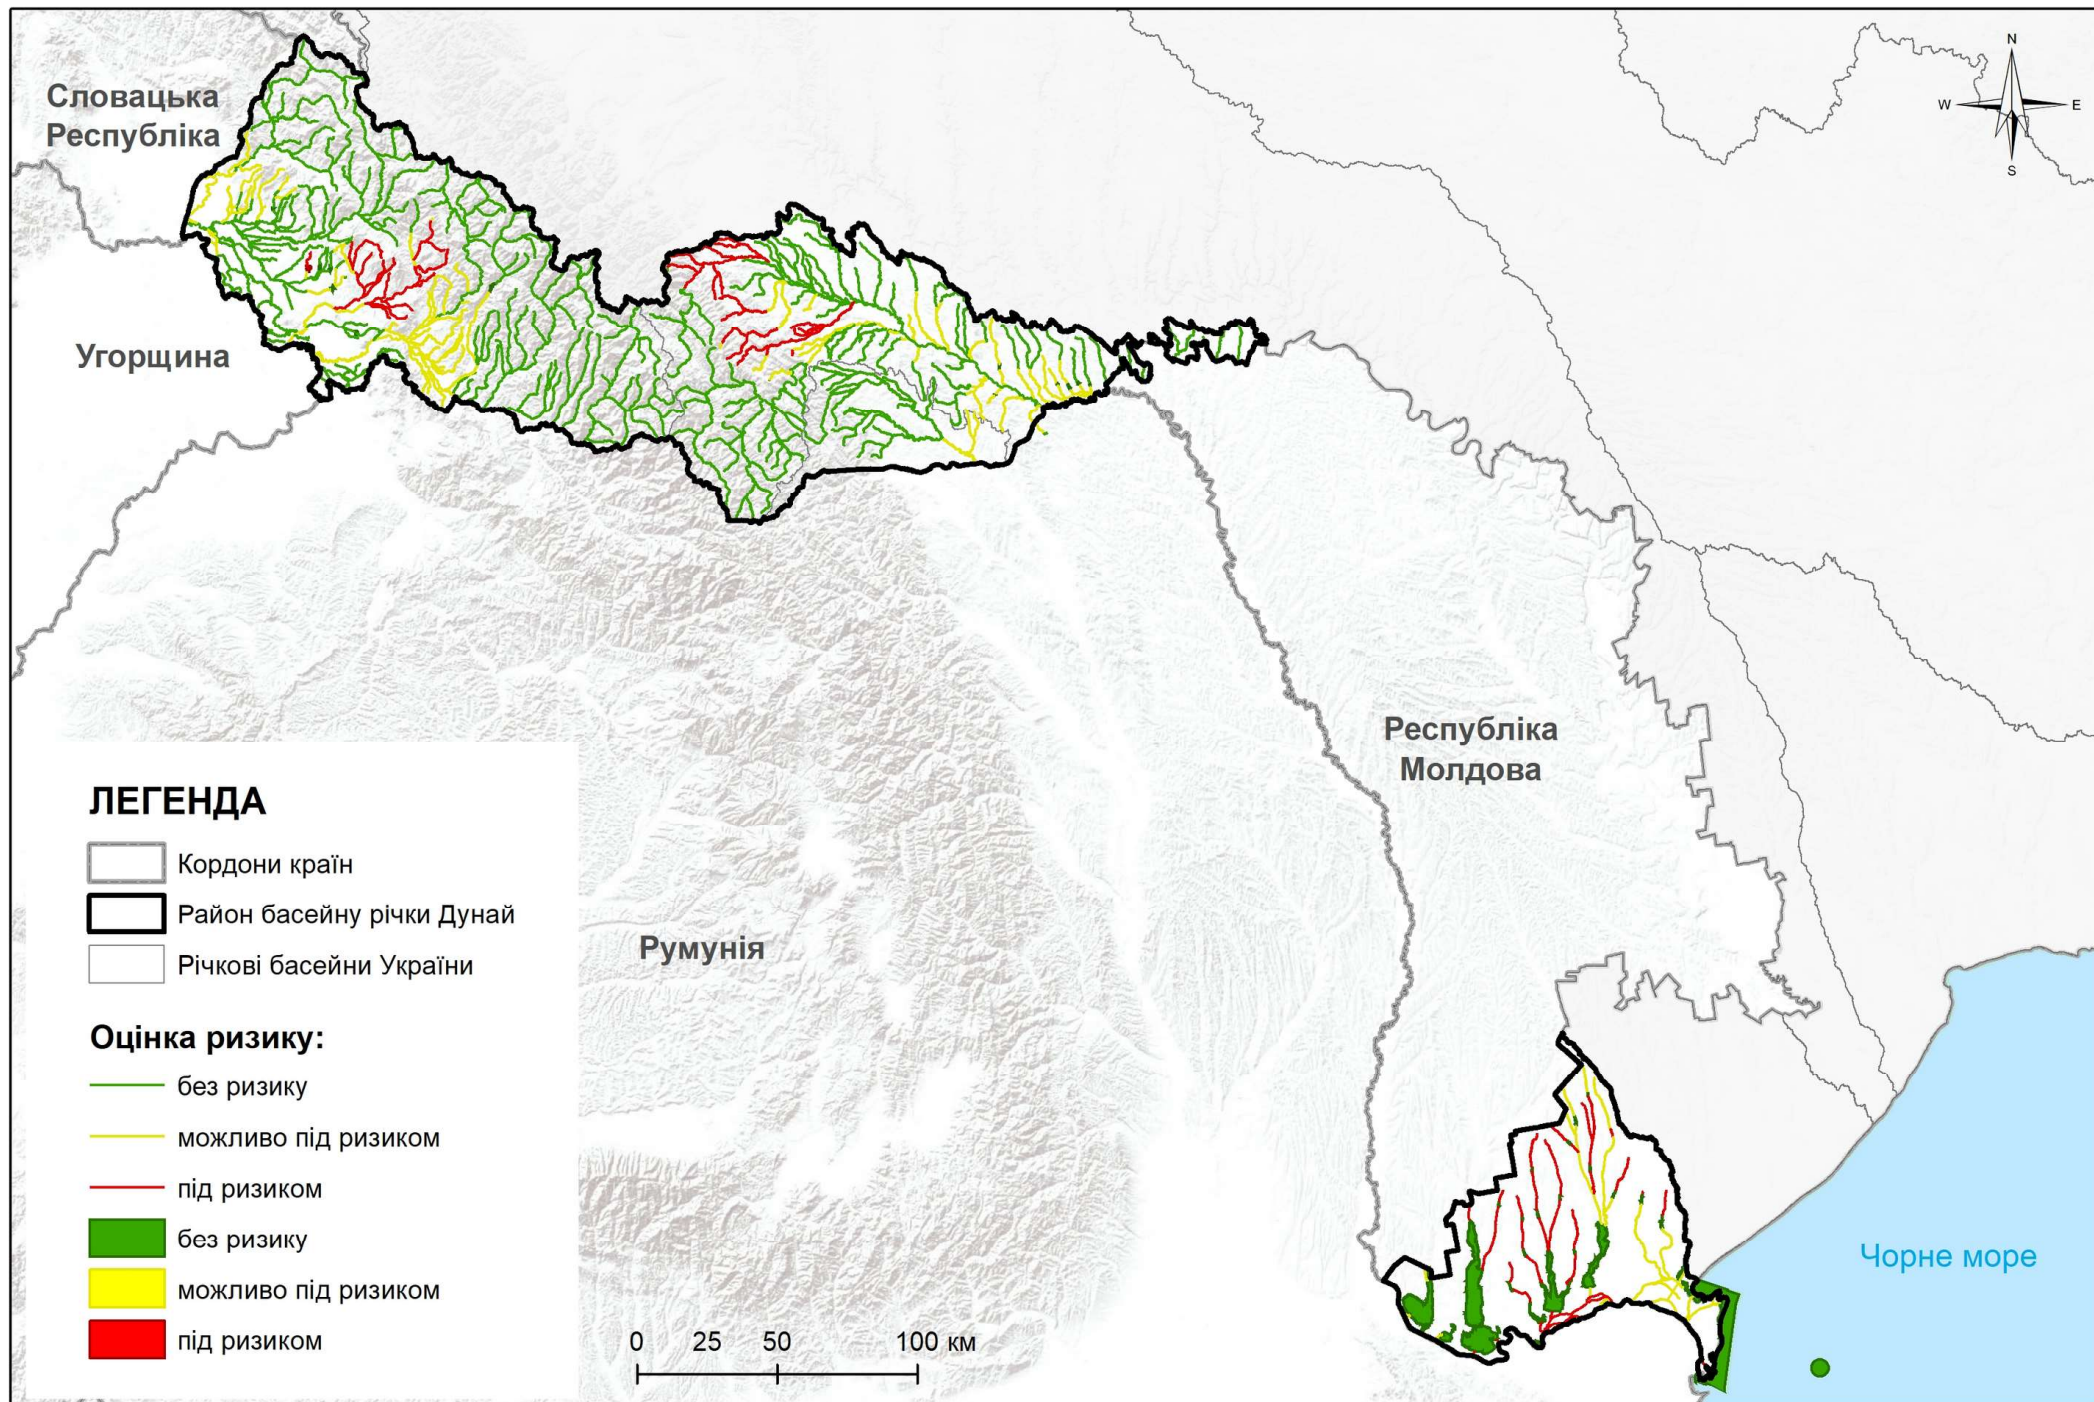 N
W
E
S
Словацька
Республіка
Угорщина
Республіка
Молдова
Румунія
Чорне море
ЛЕГЕНДА
Кордони країн
Район басейну річки Дунай
Річкові басейни України
Оцінка ризику:
без ризику
можливо під ризиком
під ризиком
без ризику
можливо під ризиком
під ризиком
0 25 50 100 км